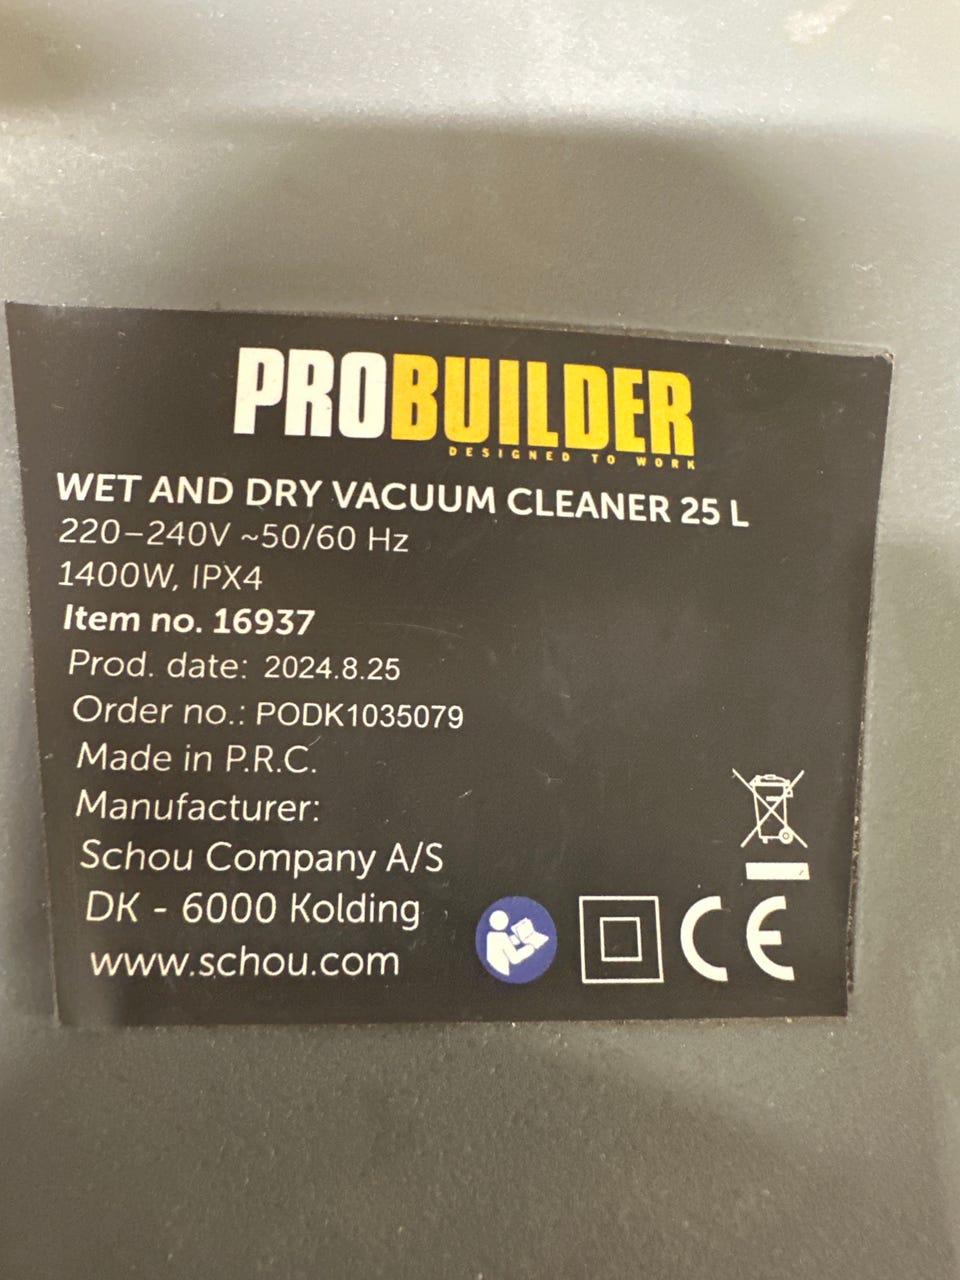 PROBUILDER
DESIGNED TO WORK
WET AND DRY VACUUM CLEANER 25 L
220–240V ~50/60 Hz
1400W, IPX4
Item no. 16937
Prod. date: 2024.8.25
Order no.: PODK1035079
Made in P.R.C.
Manufacturer:
Schou Company A/S
DK - 6000 Kolding
www.schou.com
CE